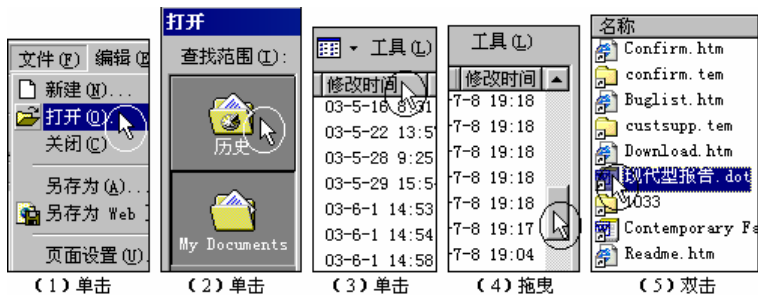 文件(F) 编辑(E
新建(N)...
打开(O)...
关闭(C)
另存为(A)...
另存为 Web
页面设置(U).
(1)单击
打开
查找范围(I):
历史
My Documents
(2)单击
工具(L)
修改时间
03-5-16 8:31
03-5-22 13:5
03-5-28 9:25
03-5-29 15:5
03-6-1 14:53
03-6-1 14:54
03-6-1 14:58
(3)单击
工具(L)
修改时间
-7-8 19:18
-7-8 19:18
-7-8 19:18
-7-8 19:18
-7-8 19:18
-7-8 19:17
-7-8 19:04
(4)拖曳
名称
Confirm.htm
confirm.tem
Buglist.htm
custsupp.tem
Download.htm
现代型报告.dot
1033
Contemporary Fa
Readme.htm
(5)双击